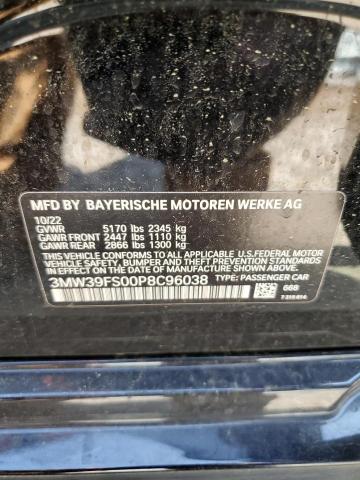 MFD BY BAYERISCHE MOTOREN WERKE AG
10/22
GVWR 5170 lbs 2345 kg
GAWR FRONT 2447 lbs 1110 kg
GAWR REAR 2866 lbs 1300 kg
THIS VEHICLE CONFORMS TO ALL APPLICABLE U.S. FEDERAL MOTOR
VEHICLE SAFETY, BUMPER AND THEFT PREVENTION STANDARDS
IN EFFECT ON THE DATE OF MANUFACTURE SHOWN ABOVE.
3MW39FS00P8C96038 TYPE: PASSENGER CAR
668